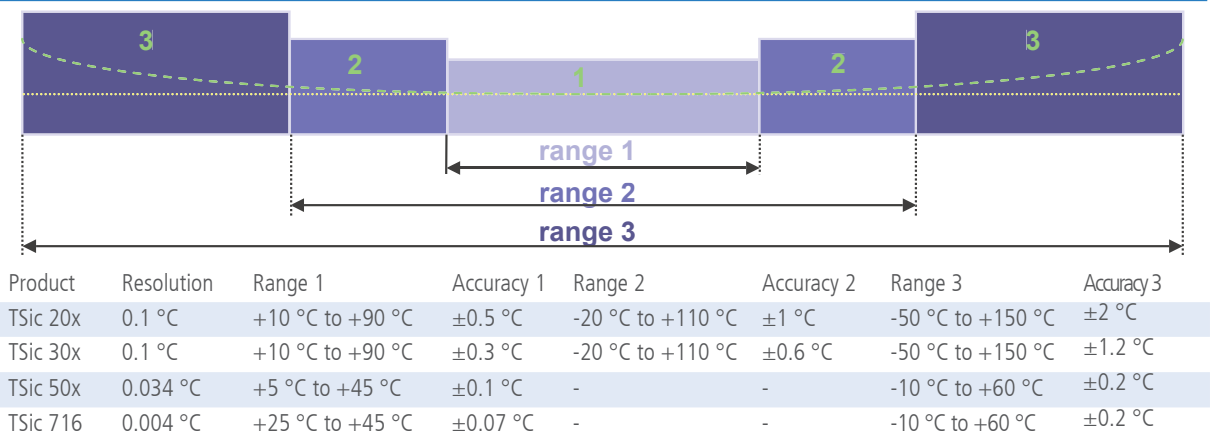 3
2
1
2
3
range 1
range 2
range 3
Product Resolution Range 1 Accuracy 1 Range 2 Accuracy 2 Range 3 Accuracy 3
TSic 20x 0.1 °C +10 °C to +90 °C ±0.5 °C -20 °C to +110 °C ±1 °C -50 °C to +150 °C ±2 °C
TSic 30x 0.1 °C +10 °C to +90 °C ±0.3 °C -20 °C to +110 °C ±0.6 °C -50 °C to +150 °C ±1.2 °C
TSic 50x 0.034 °C +5 °C to +45 °C ±0.1 °C - - -10 °C to +60 °C ±0.2 °C
TSic 716 0.004 °C +25 °C to +45 °C ±0.07 °C - - -10 °C to +60 °C ±0.2 °C